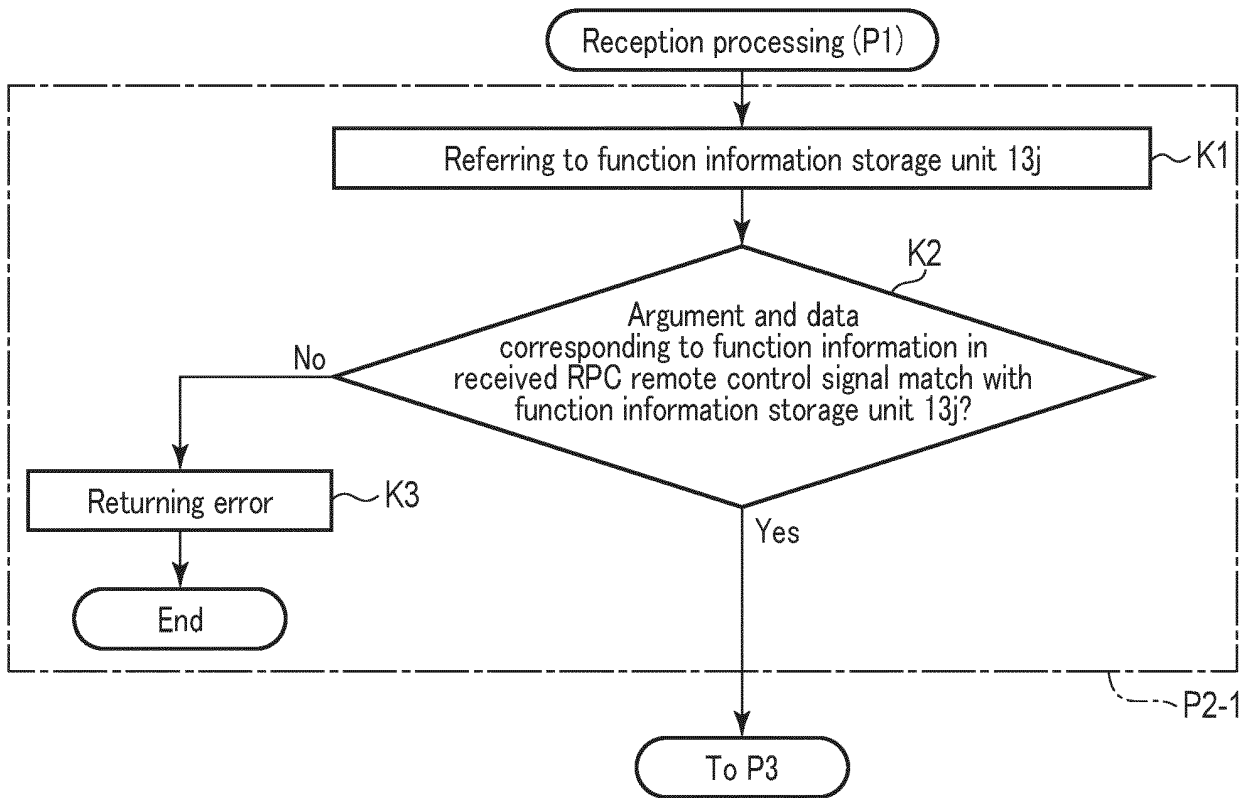 Reception processing (P1)
Referring to function information storage unit 13j
K1
K2
Argument and data
corresponding to function information in
received RPC remote control signal match with
function information storage unit 13j?
No
Returning error
K3
Yes
End
P2-1
To P3